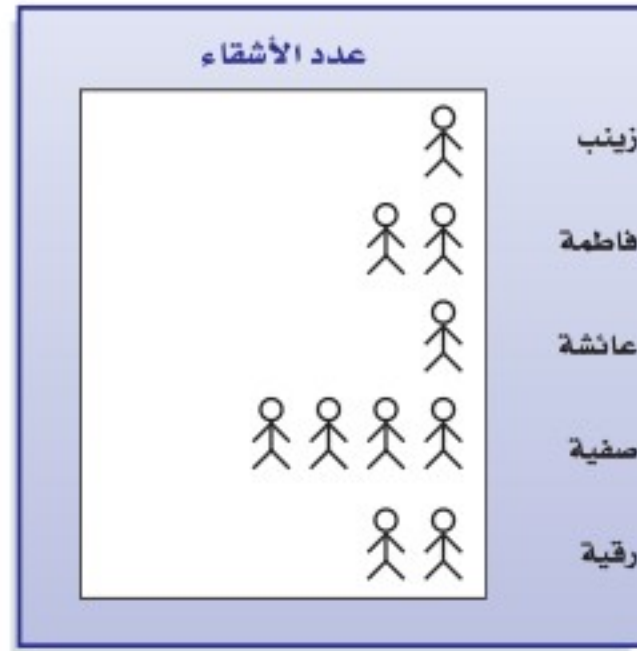 عدد الأشقاء
زينب
فاطمة
عائشة
صفية
رقية